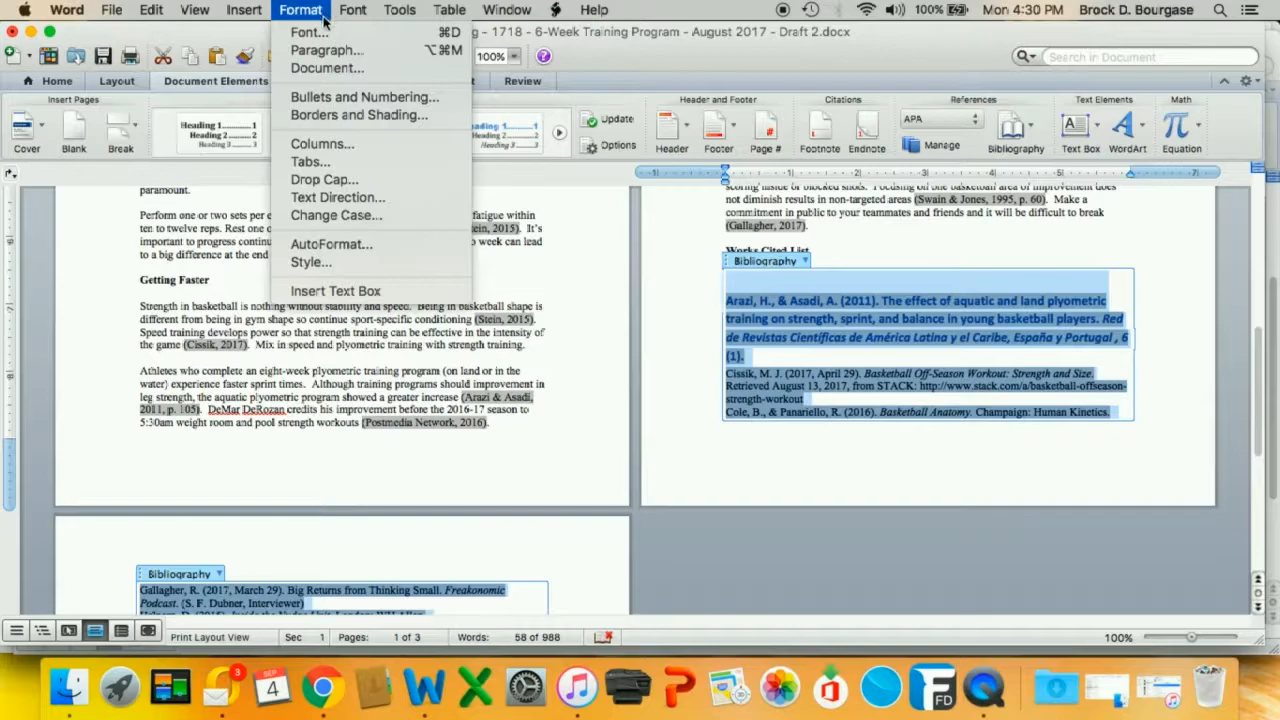 Word File Edit View Insert Format Font Tools Table Window Help 100% Mon 4:30 PM Brock D. Bourgase
g - 1718 - 6-Week Training Program - August 2017 - Draft 2.docx
100% Search in Document
Home Layout Document Elements Review
Font... ⌘D
Paragraph... ⌥⌘M
Document...
Bullets and Numbering...
Borders and Shading...
Columns...
Tabs...
Drop Cap...
Text Direction...
Change Case...
AutoFormat...
Style...
Insert Text Box
Insert Pages Header and Footer Citations References Text Elements Math
Cover Blank Break
Heading 1
Heading 2
Heading 3
Heading 2
Heading 3
Update
Options
Header Footer Page # Footnote Endnote
APA
Manage
Bibliography Text Box WordArt Equation
paramount.
Perform one or two sets per e fatigue within
ten to twelve reps. Rest one o ein, 2015). It's
important to progress continu o week can lead
to a big difference at the end
Getting Faster
Strength in basketball is nothing without stability and speed. Being in basketball shape is
different from being in gym shape so continue sport-specific conditioning (Stein, 2015).
Speed training develops power so that strength training can be effective in the intensity of
the game (Cissik, 2017). Mix in speed and plyometric training with strength training.
Athletes who complete an eight-week plyometric training program (on land or in the
water) experience faster sprint times. Although training programs should improvement in
leg strength, the aquatic plyometric program showed a greater increase (Arazi & Asadi,
2011, p. 105). DeMar DeRozan credits his improvement before the 2016-17 season to
5:30am weight room and pool strength workouts (Postmedia Network, 2016).
scoring inside or blocked shots. Focusing on one basketball area of improvement does
not diminish results in non-targeted areas (Swain & Jones, 1995, p. 60). Make a
commitment in public to your teammates and friends and it will be difficult to break
(Gallagher, 2017).
Works Cited List
Bibliography
Arazi, H., & Asadi, A. (2011). The effect of aquatic and land plyometric
training on strength, sprint, and balance in young basketball players. Red
de Revistas Científicas de América Latina y el Caribe, España y Portugal , 6
(1).
Cissik, M. J. (2017, April 29). Basketball Off-Season Workout: Strength and Size.
Retrieved August 13, 2017, from STACK: http://www.stack.com/a/basketball-offseason-
strength-workout
Cole, B., & Panariello, R. (2016). Basketball Anatomy. Champaign: Human Kinetics.
Bibliography
Gallagher, R. (2017, March 29). Big Returns from Thinking Small. Freakonomic
Podcast. (S. F. Dubner, Interviewer)
Print Layout View Sec 1 Pages: 1 of 3 Words: 58 of 988 100%
3
SEP
4
FD